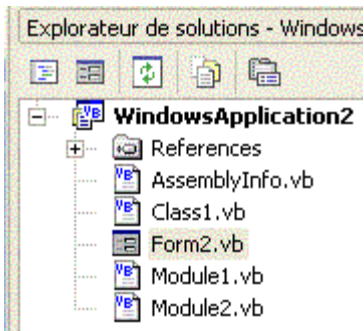 Explorateur de solutions - Windows
WindowsApplication2
References
AssemblyInfo.vb
Class1.vb
Form2.vb
Module1.vb
Module2.vb